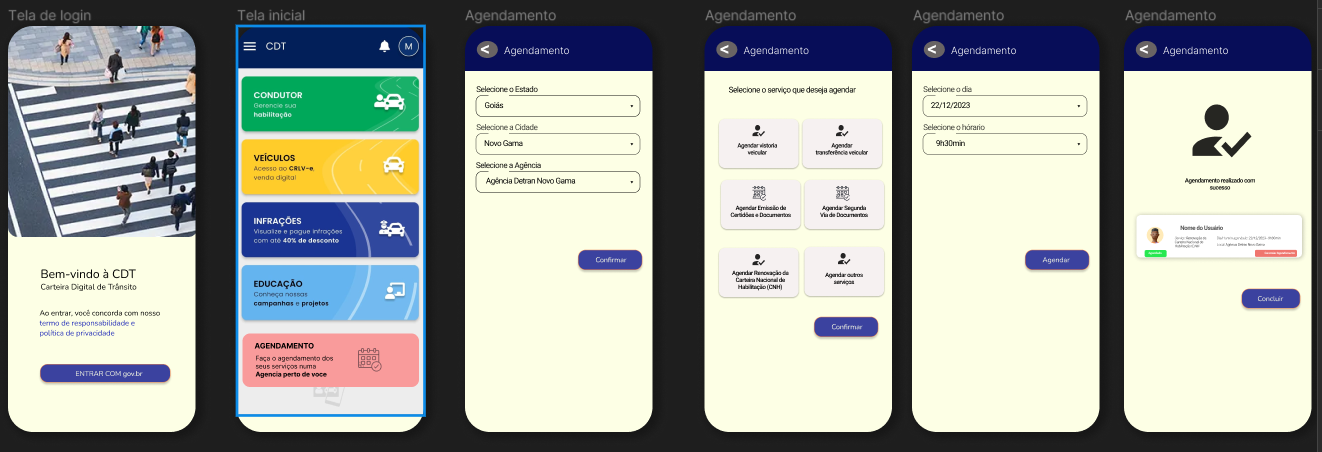 Tela de login
Bem-vindo à CDT
Carteira Digital de Trânsito
Ao entrar, você concorda com nosso
termo de responsabilidade e
política de privacidade
ENTRAR COM gov.br
Tela inicial
CDT
M
CONDUTOR
Gerencie sua
habilitação
VEÍCULOS
Acesso ao CRLV-e,
venda digital
INFRAÇÕES
Visualize e pague infrações
com até 40% de desconto
EDUCAÇÃO
Conheça nossas
campanhas e projetos
AGENDAMENTO
Faça o agendamento dos
seus serviços numa
Agencia perto de voce
Agendamento
< Agendamento
Selecione o Estado
Goiás
Selecione a Cidade
Novo Gama
Selecione a Agência
Agência Detran Novo Gama
Confirmar
Agendamento
< Agendamento
Selecione o serviço que deseja agendar
Agendar vistoria
veicular
Agendar
transferência veicular
Agendar Emissão de
Certidões e Documentos
Agendar Segunda
Via de Documentos
Agendar Renovação da
Carteira Nacional de
Habilitação (CNH)
Agendar outros
serviços
Confirmar
Agendamento
< Agendamento
Selecione o dia
22/12/2023
Selecione o hórario
9h30min
Agendar
Agendamento
< Agendamento
Agendamento realizado com
sucesso
Nome do Usuário
Concluir